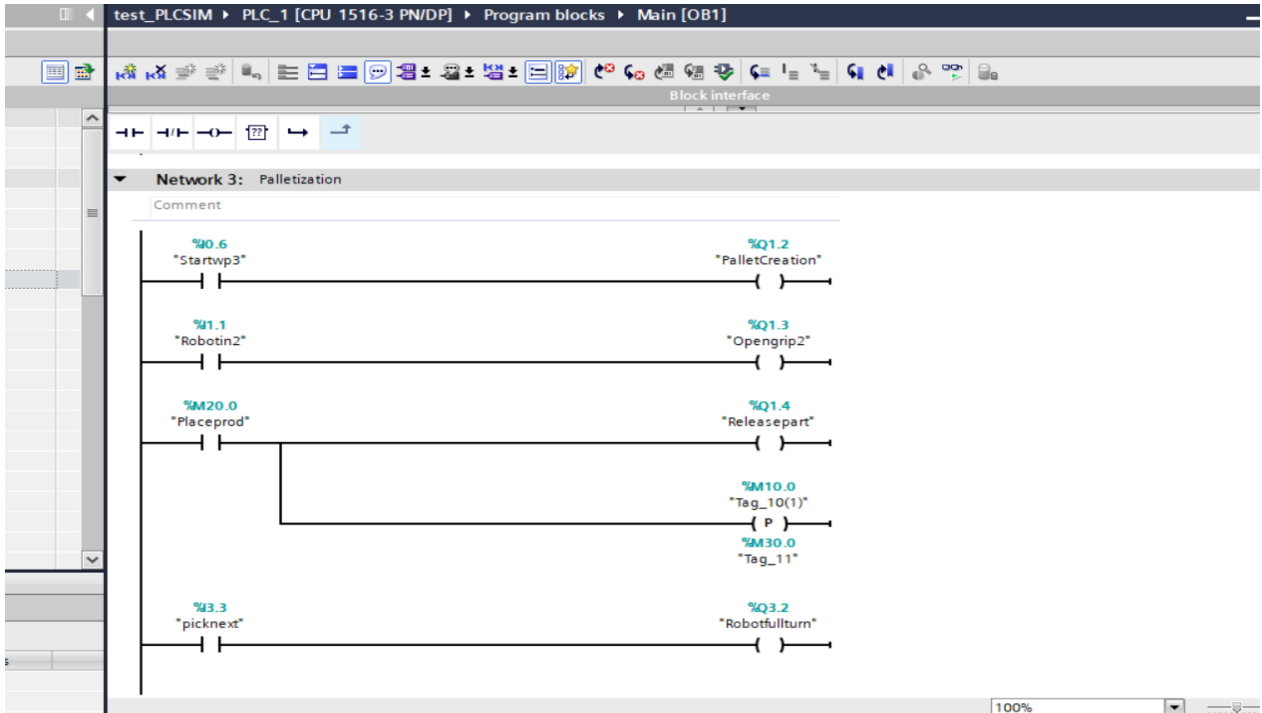 test_PLCSIM ▸ PLC_1 [CPU 1516-3 PN/DP] ▸ Program blocks ▸ Main [OB1]
Block interface
??
Network 3: Palletization
Comment
%I0.6
"Startwp3"
%Q1.2
"PalletCreation"
%I1.1
"Robotin2"
%Q1.3
"Opengrip2"
%M20.0
"Placeprod"
%Q1.4
"Releasepart"
%M10.0
"Tag_10(1)"
P
%M30.0
"Tag_11"
%I3.3
"picknext"
%Q3.2
"Robotfullturn"
s
100%